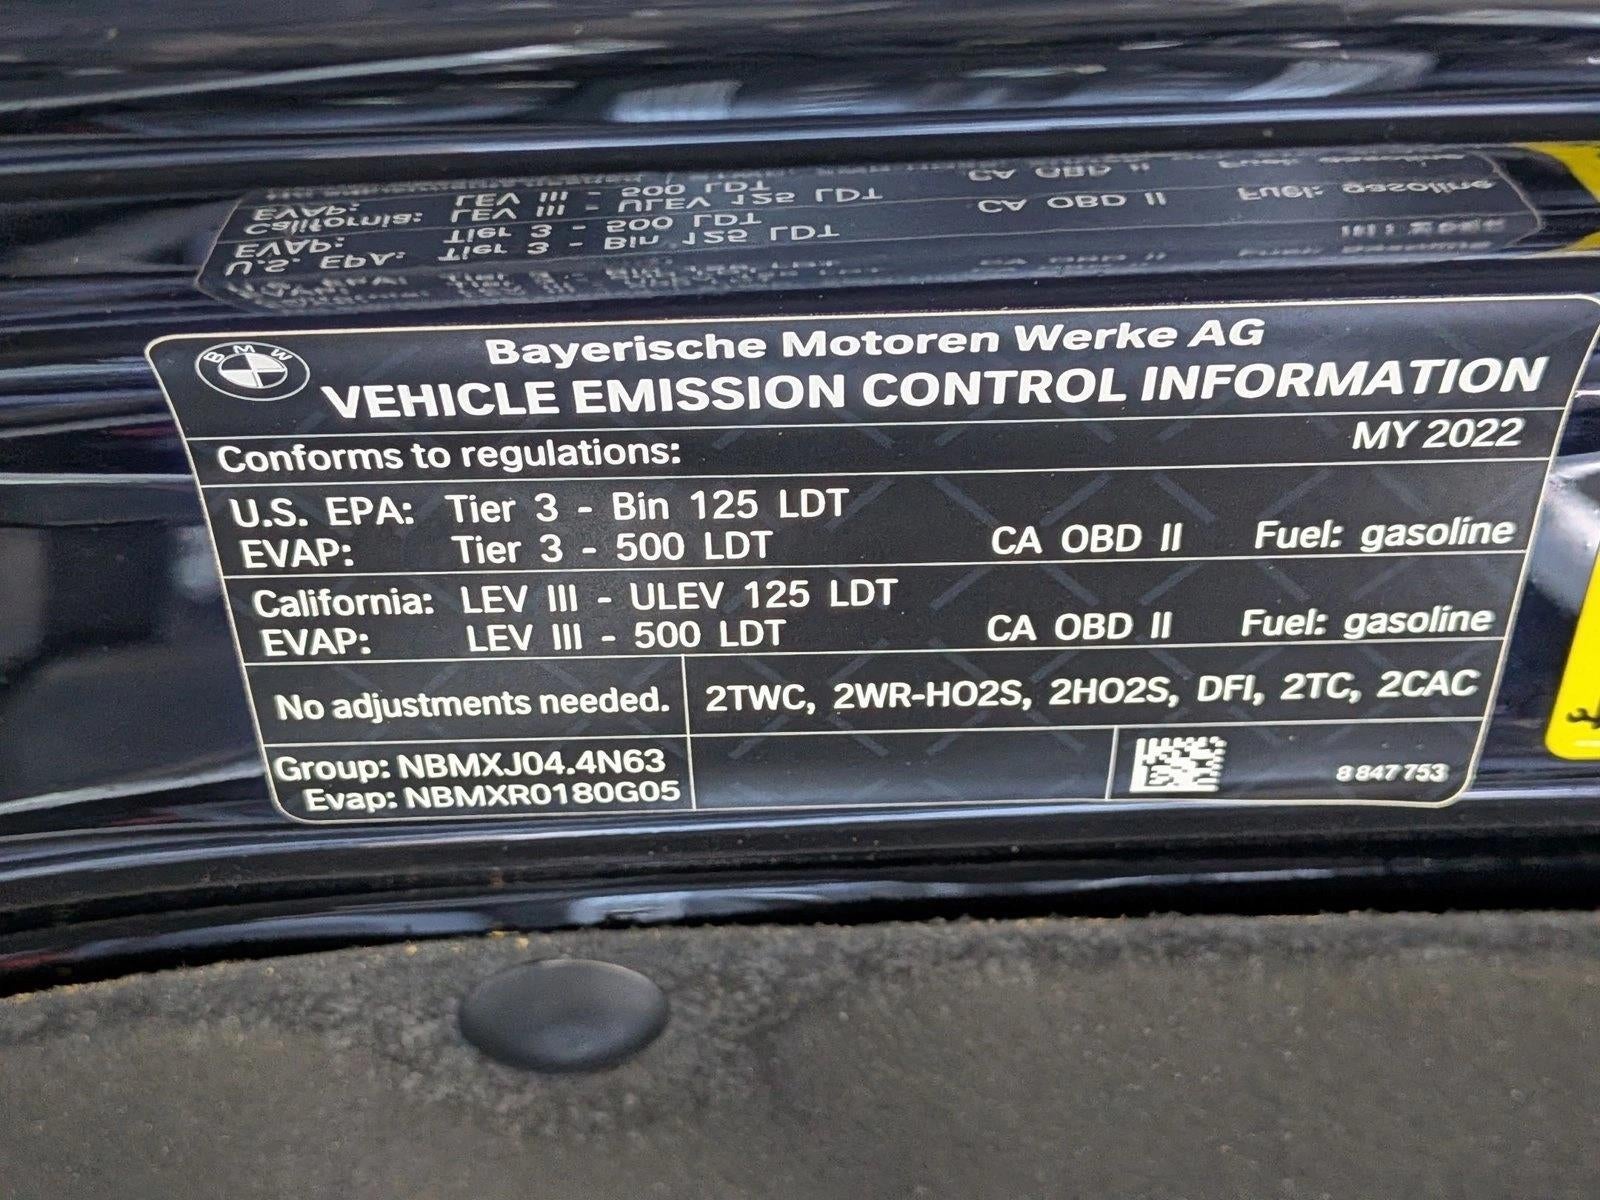 BMW
Bayerische Motoren Werke AG
VEHICLE EMISSION CONTROL INFORMATION
Conforms to regulations: MY 2022
U.S. EPA: Tier 3 - Bin 125 LDT
EVAP: Tier 3 - 500 LDT CA OBD II Fuel: gasoline
California: LEV III - ULEV 125 LDT
EVAP: LEV III - 500 LDT CA OBD II Fuel: gasoline
No adjustments needed. 2TWC, 2WR-HO2S, 2HO2S, DFI, 2TC, 2CAC
Group: NBMXJ04.4N63
Evap: NBMXR0180G05
8 847 753